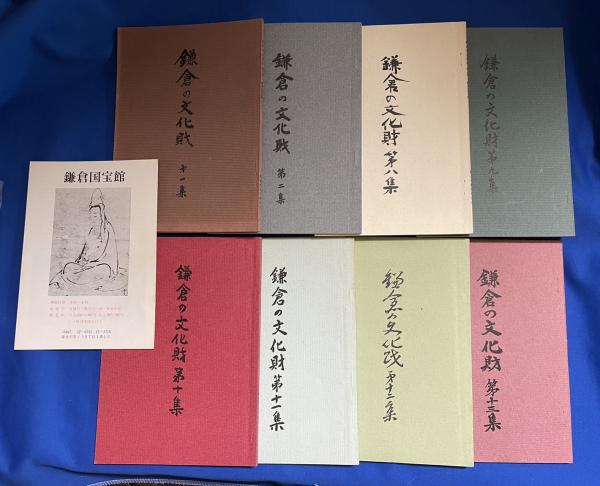 鎌倉の文化財 第一集
鎌倉の文化財 第二集
鎌倉の文化財 第八集
鎌倉の文化財 第九集
鎌倉国宝館
鎌倉の文化財 第十集
鎌倉の文化財 第十一集
鎌倉の文化財 第十二集
鎌倉の文化財 第十三集